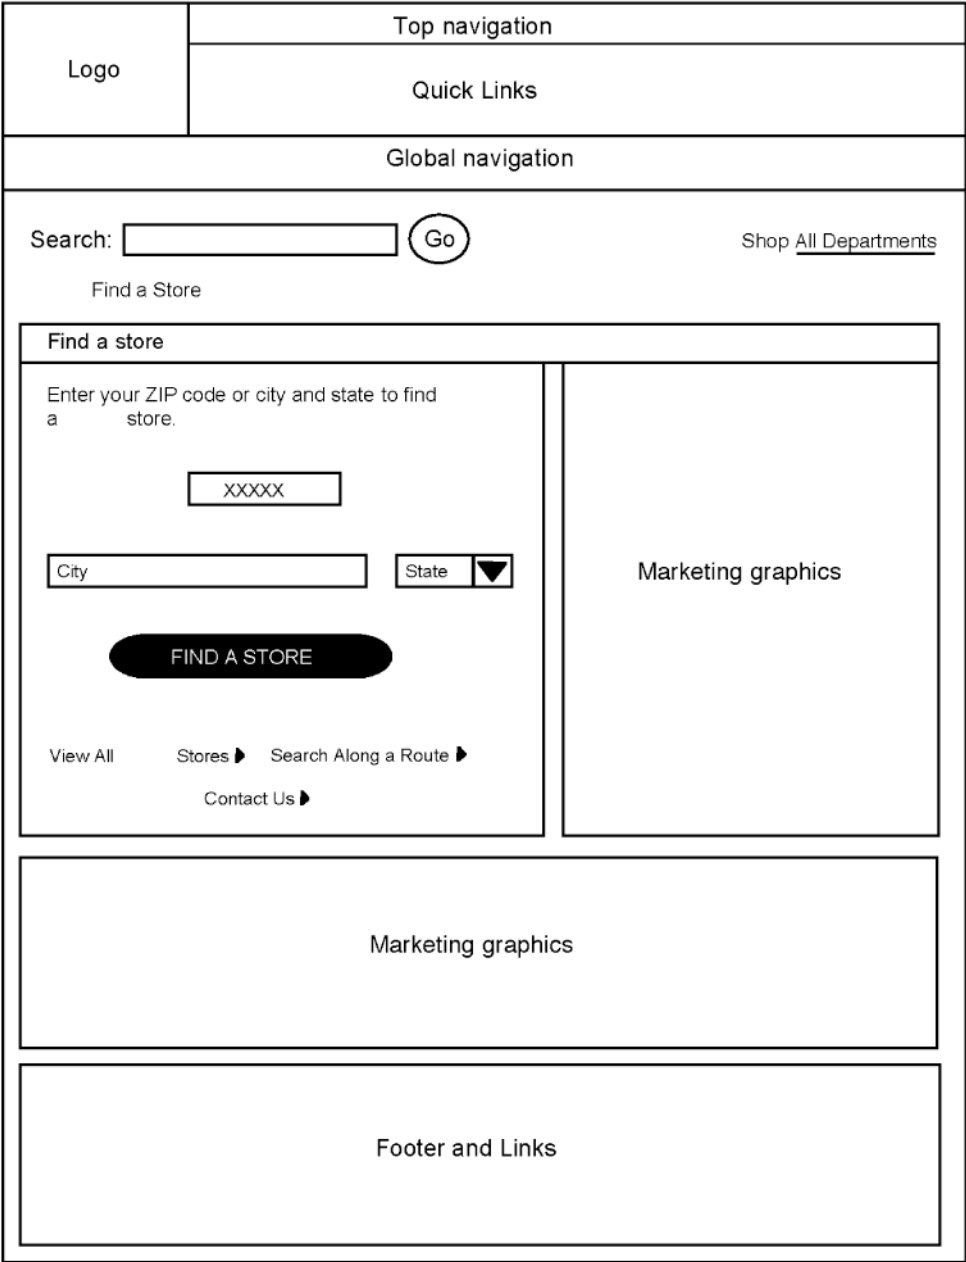 Top navigation
Logo
Quick Links
Global navigation
Search: Go
Shop All Departments
Find a Store
Find a store
Enter your ZIP code or city and state to find
a store.
XXXXX
City State
Marketing graphics
FIND A STORE
View All Stores Search Along a Route
Contact Us
Marketing graphics
Footer and Links